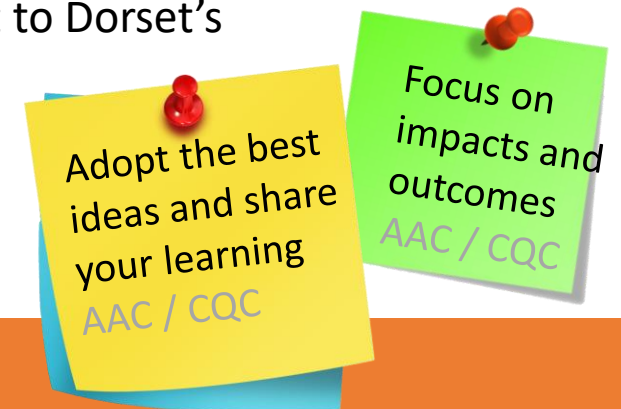 to Dorset's
Adopt the best
ideas and share
your learning
AAC / CQC
Focus on
impacts and
outcomes
AAC / CQC